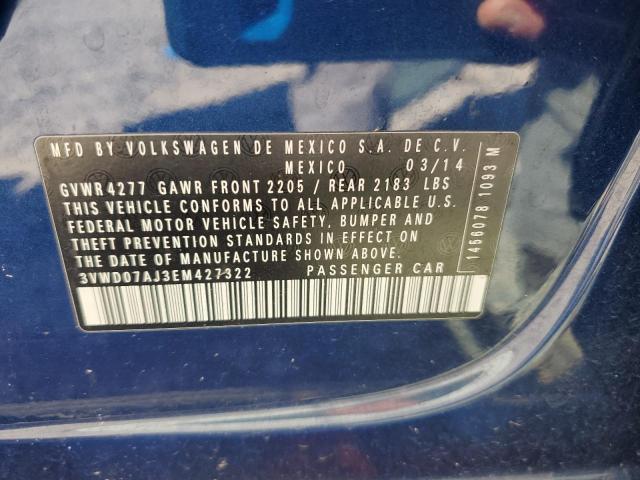 MFD BY VOLKSWAGEN DE MEXICO S.A. DE C.V.
MEXICO 03/14
GVWR4277 GAWR FRONT 2205 / REAR 2183 LBS
THIS VEHICLE CONFORMS TO ALL APPLICABLE U.S.
FEDERAL MOTOR VEHICLE SAFETY, BUMPER AND
THEFT PREVENTION STANDARDS IN EFFECT ON
THE DATE OF MANUFACTURE SHOWN ABOVE.
3VWD07AJ3EM427322 PASSENGER CAR
1456078 1093 M